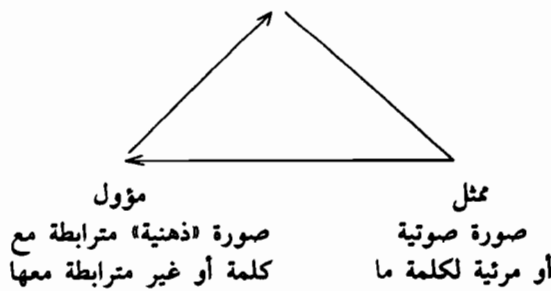 ممثل
صورة صوتية
أو مرئية لكلمة ما
مؤول
صورة «ذهنية» مترابطة مع
كلمة أو غير مترابطة معها